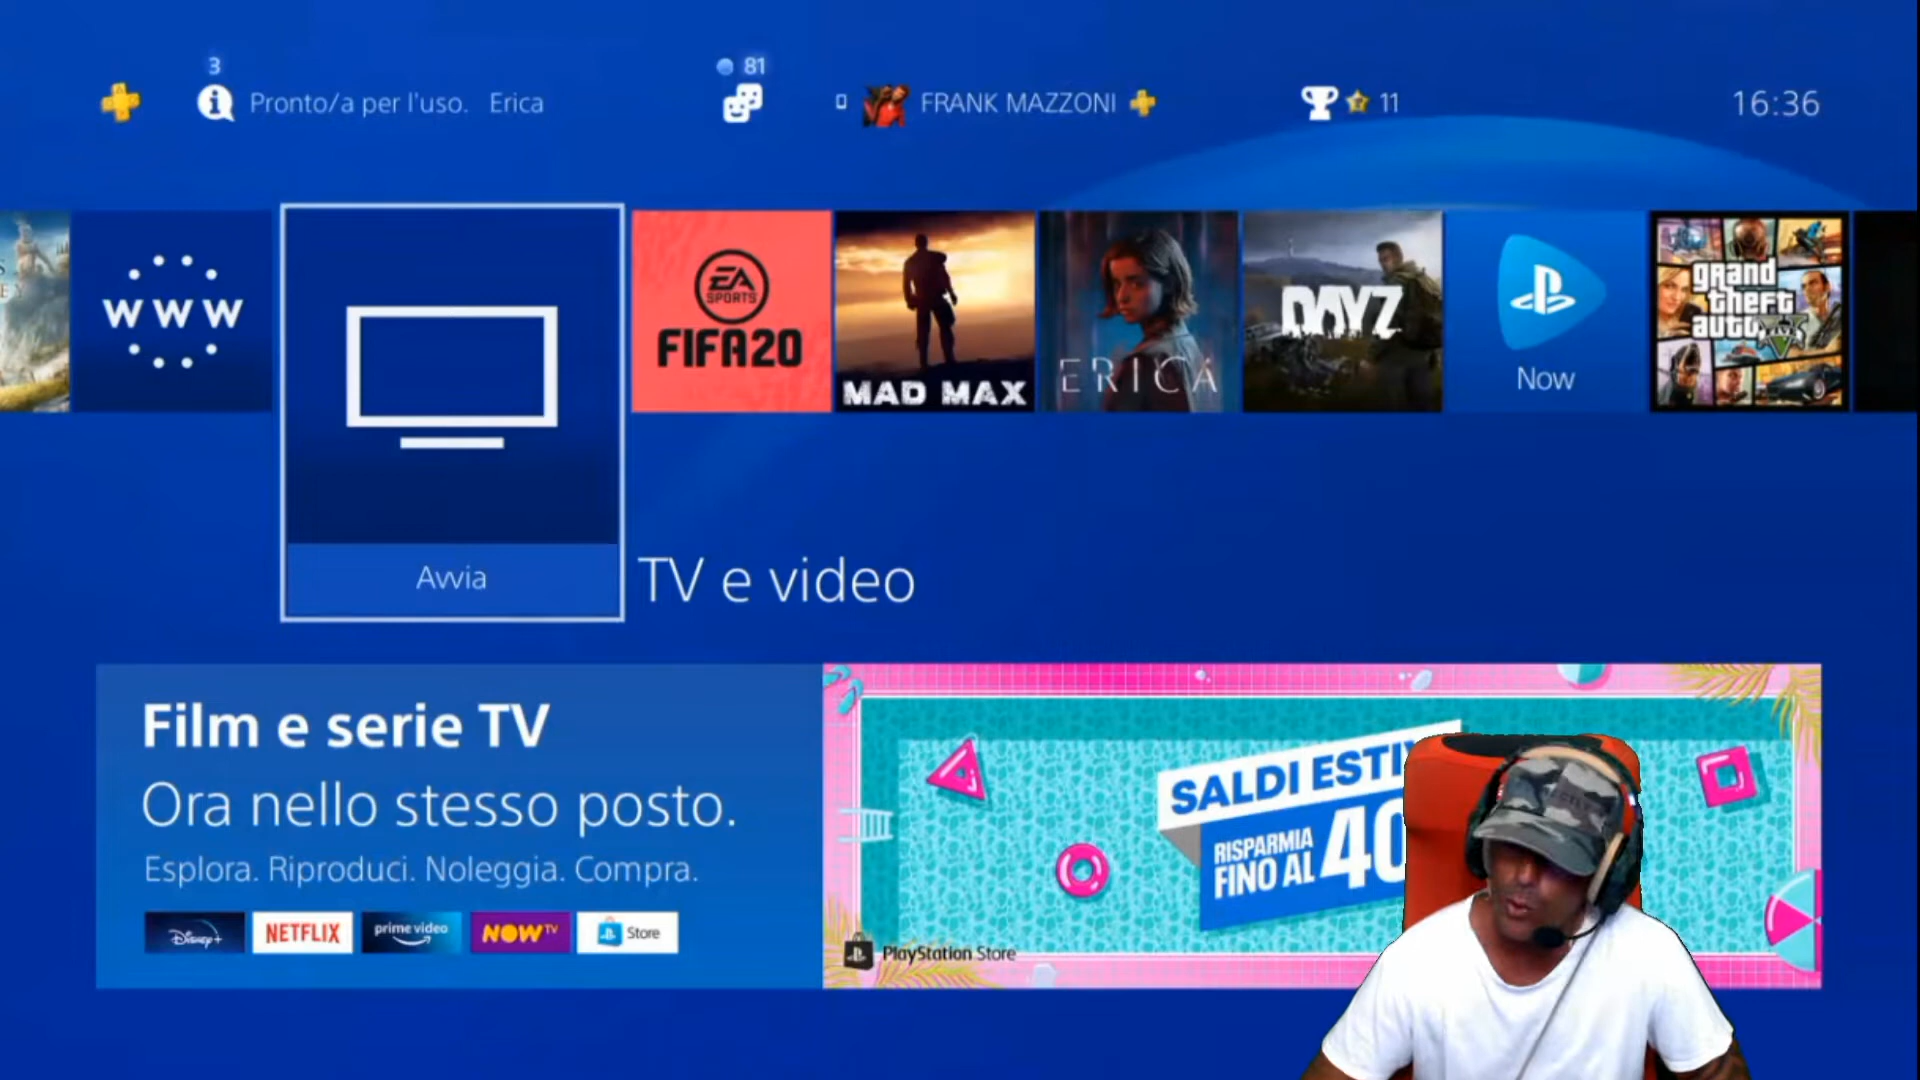 3
Pronto/a per l'uso. Erica
81
FRANK MAZZONI
11
16:36
WWW
EA
SPORTS
FIFA20
MAD MAX
ERICA
DAYZ
Now
grand
theft
auto
V
Avvia
TV e video
Film e serie TV
Ora nello stesso posto.
Esplora. Riproduci. Noleggia. Compra.
Disney+
NETFLIX
prime video
NOW TV
Store
SALDI ESTI
RISPARMIA
FINO AL 40
PlayStation Store